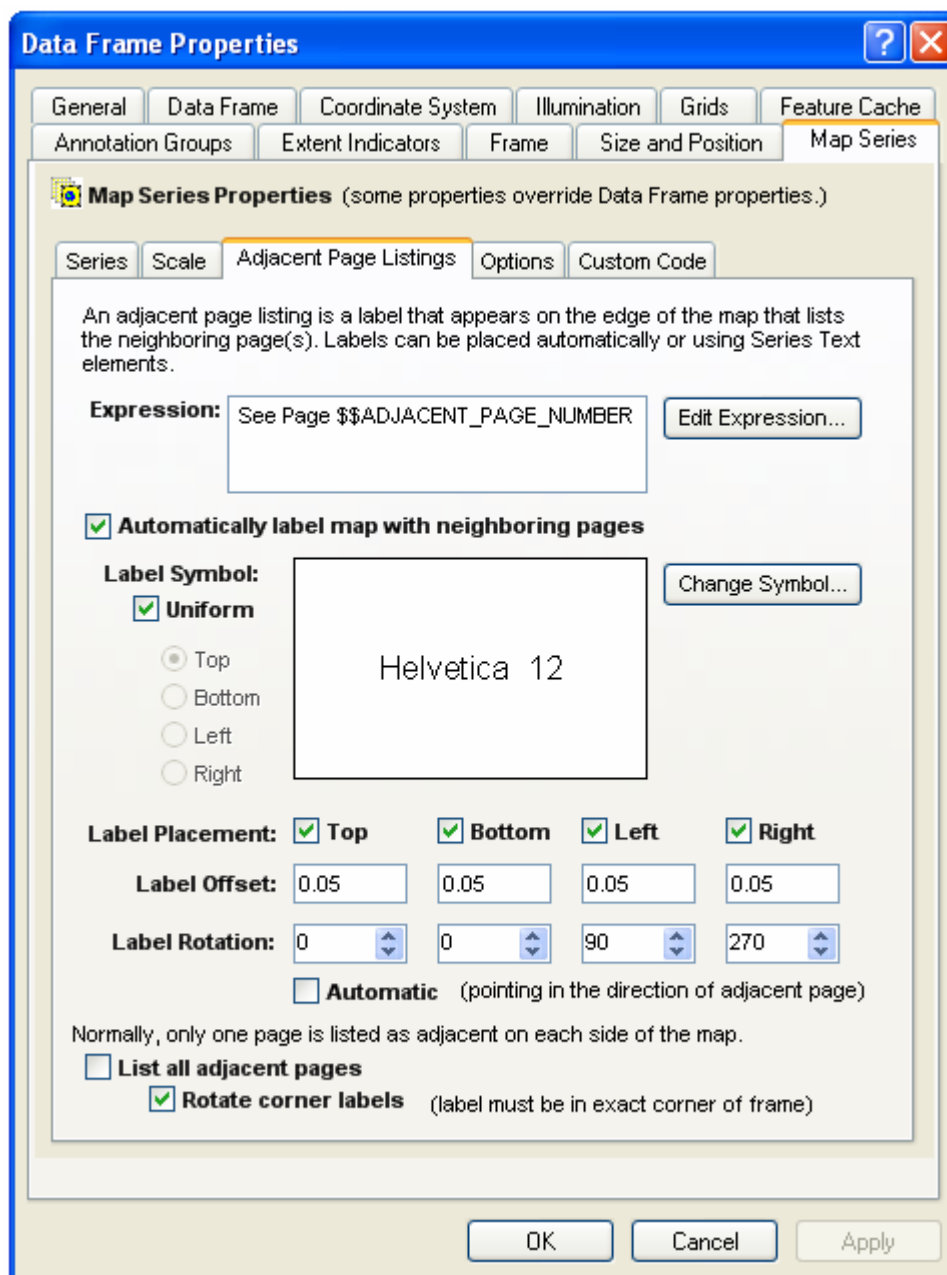 Data Frame Properties
General Data Frame Coordinate System Illumination Grids Feature Cache
Annotation Groups Extent Indicators Frame Size and Position Map Series
Map Series Properties (some properties override Data Frame properties.)
Series Scale Adjacent Page Listings Options Custom Code
An adjacent page listing is a label that appears on the edge of the map that lists
the neighboring page(s). Labels can be placed automatically or using Series Text
elements.
Expression: See Page $$ADJACENT_PAGE_NUMBER Edit Expression...
Automatically label map with neighboring pages
Label Symbol: Change Symbol...
Uniform
Top
Helvetica 12
Bottom
Left
Right
Label Placement: Top Bottom Left Right
Label Offset: 0.05 0.05 0.05 0.05
Label Rotation: 0 0 90 270
Automatic (pointing in the direction of adjacent page)
Normally, only one page is listed as adjacent on each side of the map.
List all adjacent pages
Rotate corner labels (label must be in exact corner of frame)
OK Cancel Apply